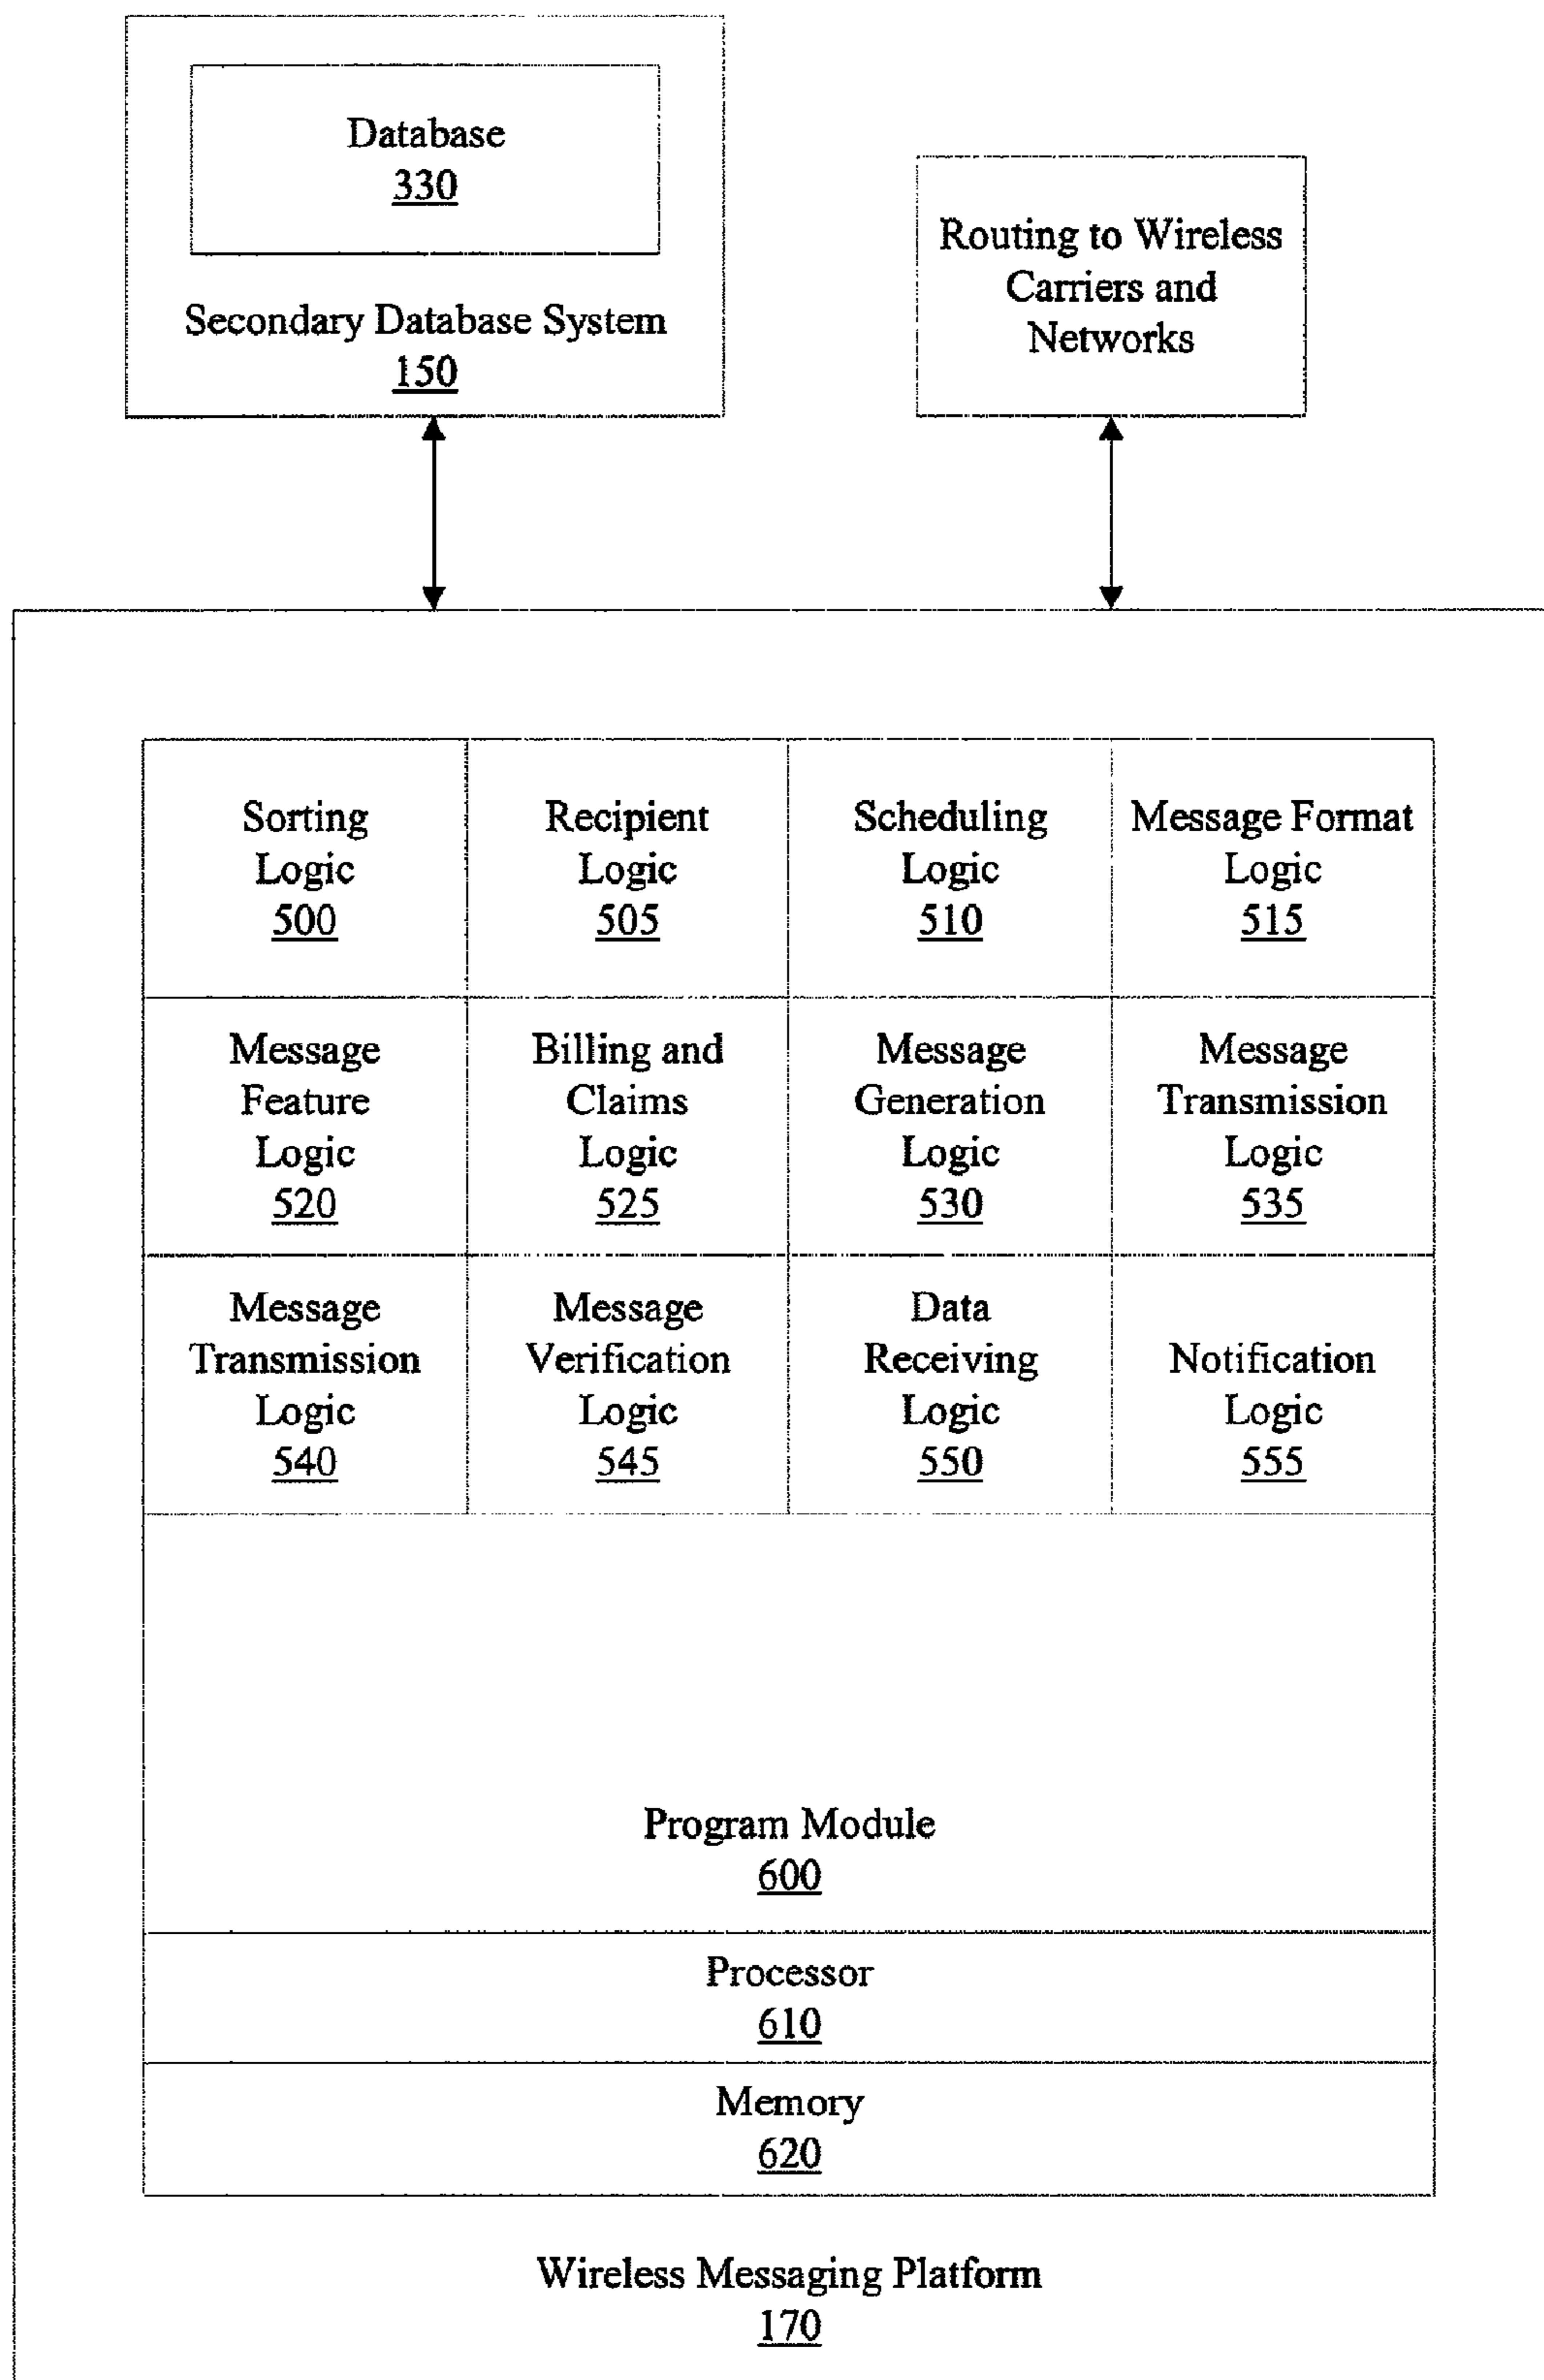 Database
330
Secondary Database System
150
Routing to Wireless
Carriers and
Networks
Sorting
Logic
500
Recipient
Logic
505
Scheduling
Logic
510
Message Format
Logic
515
Message
Feature
Logic
520
Billing and
Claims
Logic
525
Message
Generation
Logic
530
Message
Transmission
Logic
535
Message
Transmission
Logic
540
Message
Verification
Logic
545
Data
Receiving
Logic
550
Notification
Logic
555
Program Module
600
Processor
610
Memory
620
Wireless Messaging Platform
170